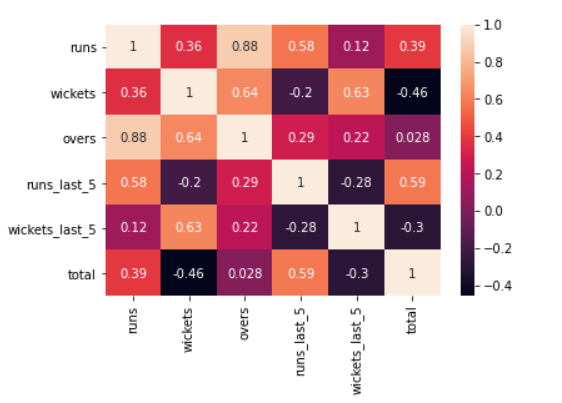 runs 1 0.36 0.88 0.58 0.12 0.39
wickets 0.36 1 0.64 -0.2 0.63 -0.46
overs 0.88 0.64 1 0.29 0.22 0.028
runs_last_5 0.58 -0.2 0.29 1 -0.28 0.59
wickets_last_5 0.12 0.63 0.22 -0.28 1 -0.3
total 0.39 -0.46 0.028 0.59 -0.3 1
runs
wickets
overs
runs_last_5
wickets_last_5
total
1.0
0.8
0.6
0.4
0.2
0.0
−0.2
−0.4